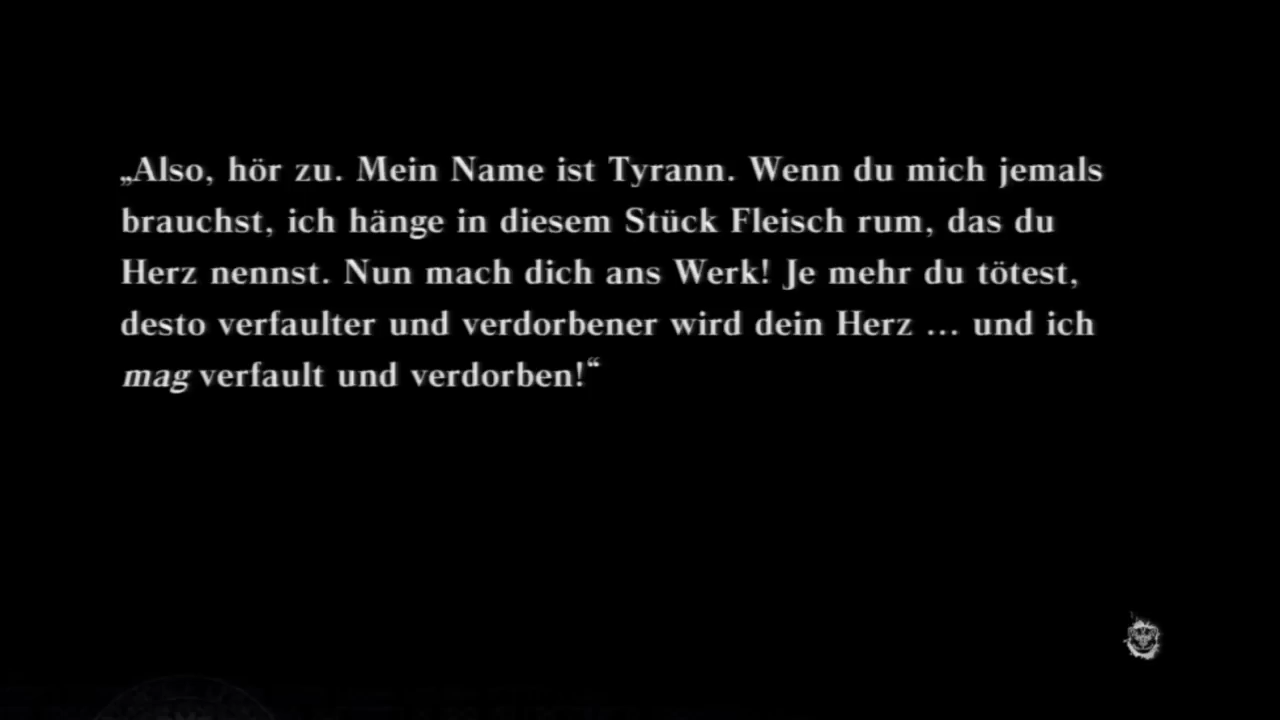 „Also, hör zu. Mein Name ist Tyrann. Wenn du mich jemals
brauchst, ich hänge in diesem Stück Fleisch rum, das du
Herz nennst. Nun mach dich ans Werk! Je mehr du tötest,
desto verfaulter und verdorbener wird dein Herz … und ich
mag verfault und verdorben!“